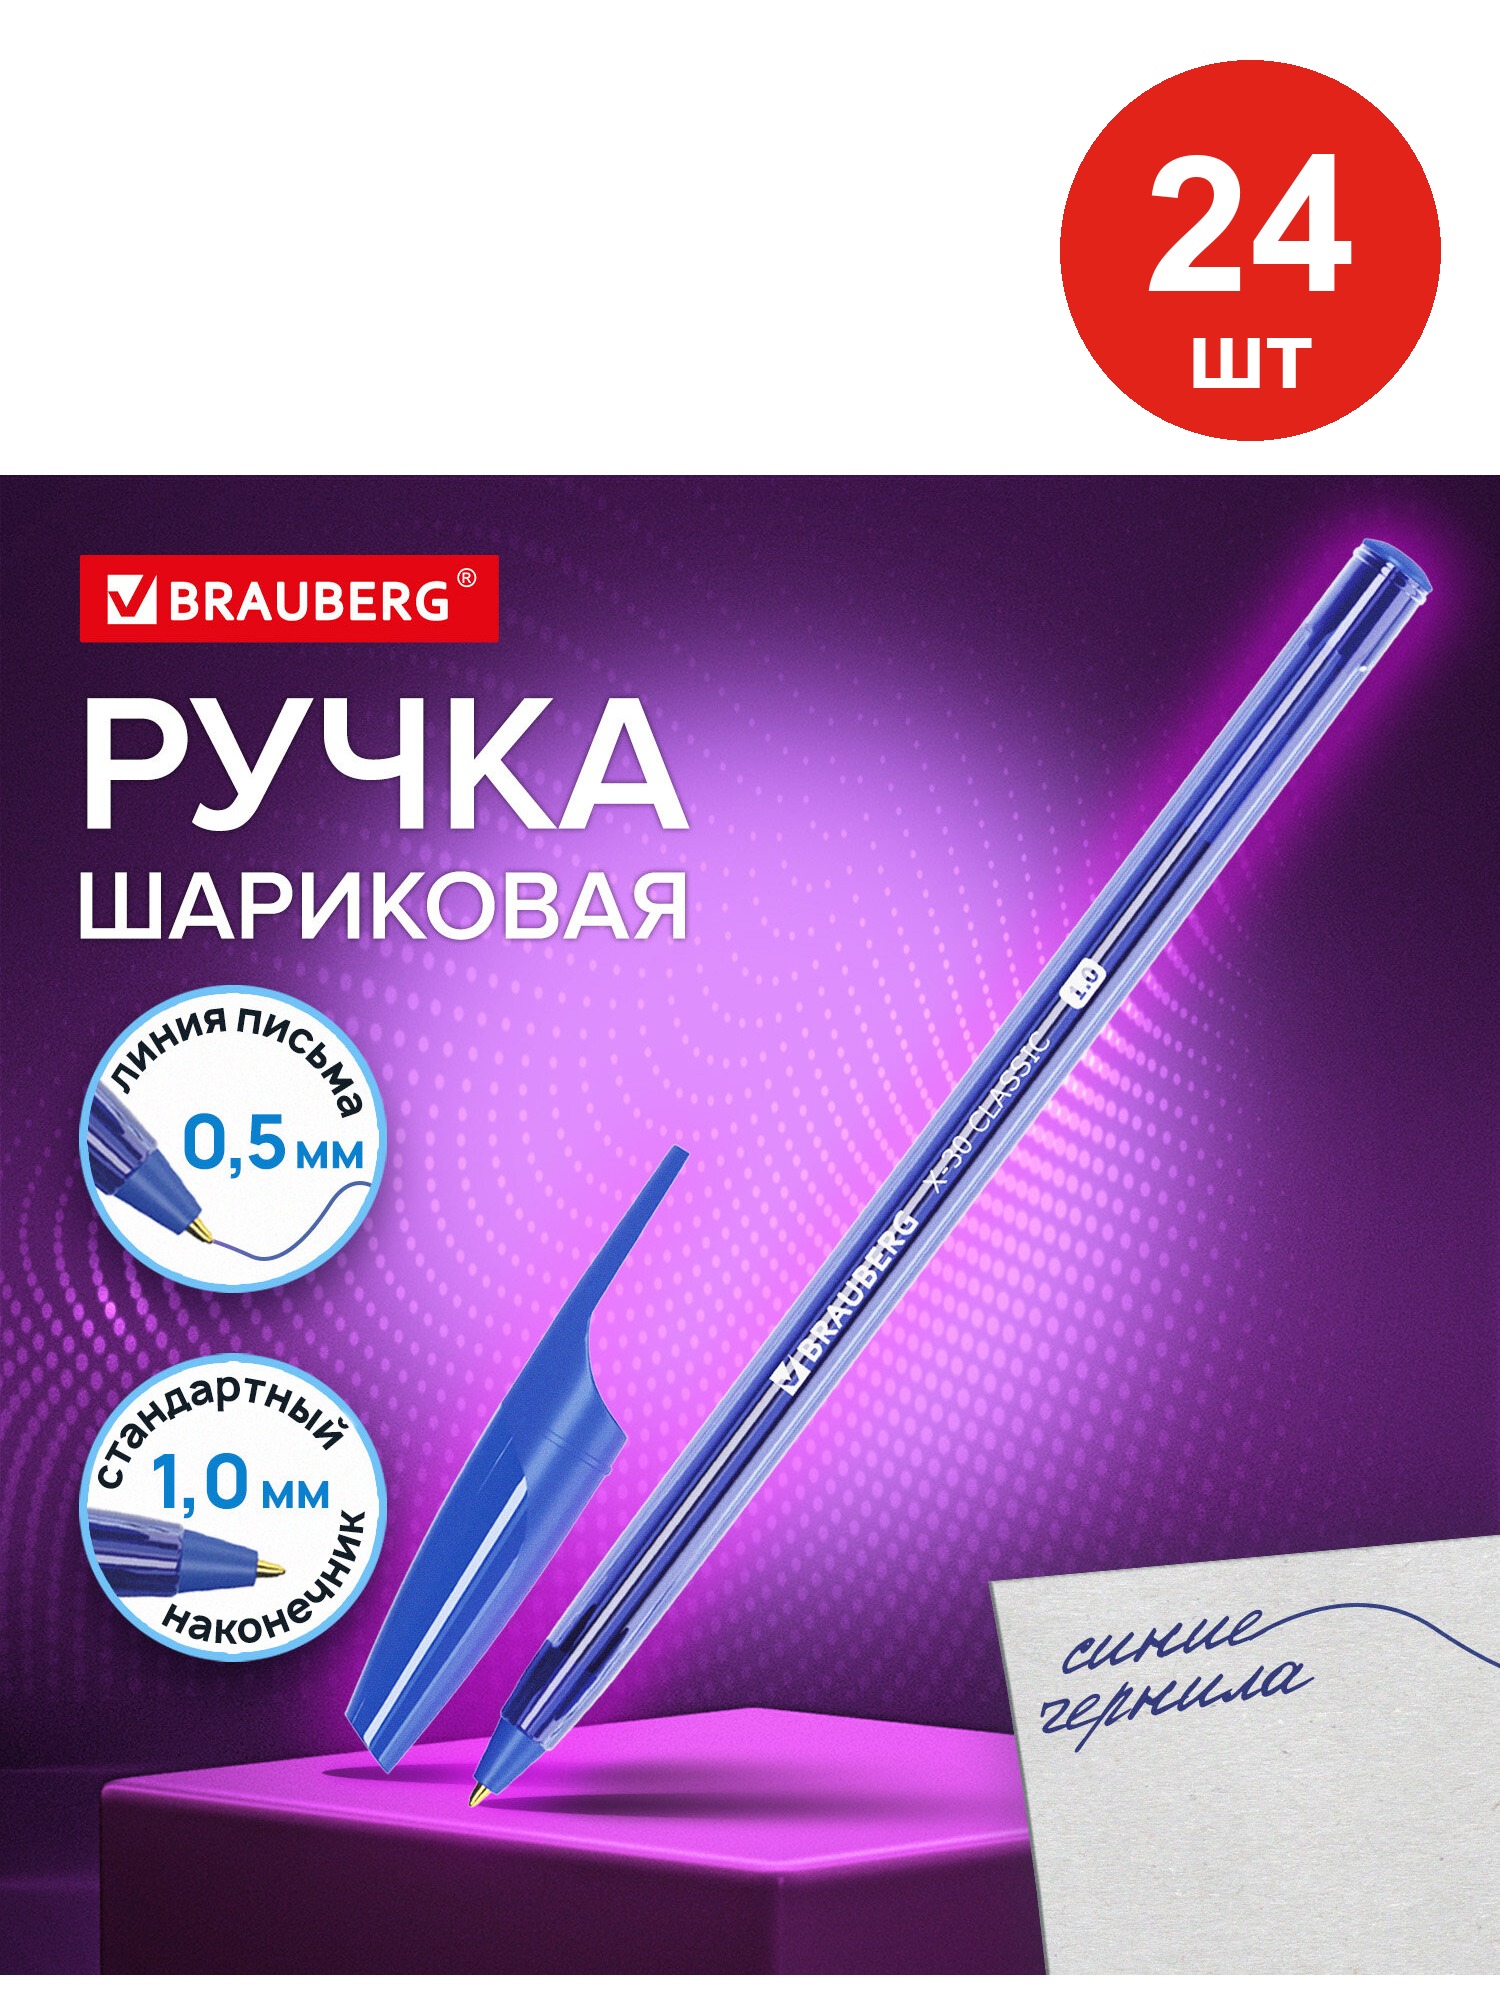 24
шт
BRAUBERG®
РУЧКА
ШАРИКОВАЯ
ЛИНИЯ ПИСЬМА
0,5 мм
стандартный
1,0 мм
наконечник
BRAUBERG X-30 CLASSIC 1.0
синие
чернила